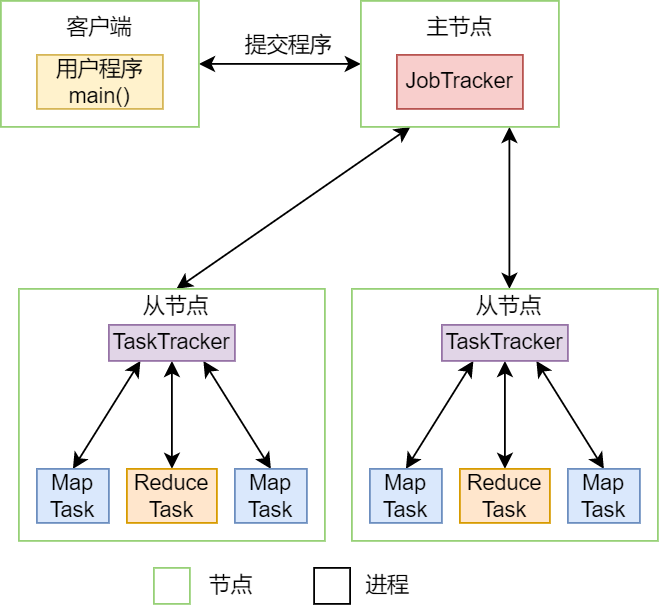 客户端
用户程序
main()
提交程序
主节点
JobTracker
从节点
TaskTracker
Map
Task
Reduce
Task
Map
Task
从节点
TaskTracker
Map
Task
Reduce
Task
Map
Task
节点
进程